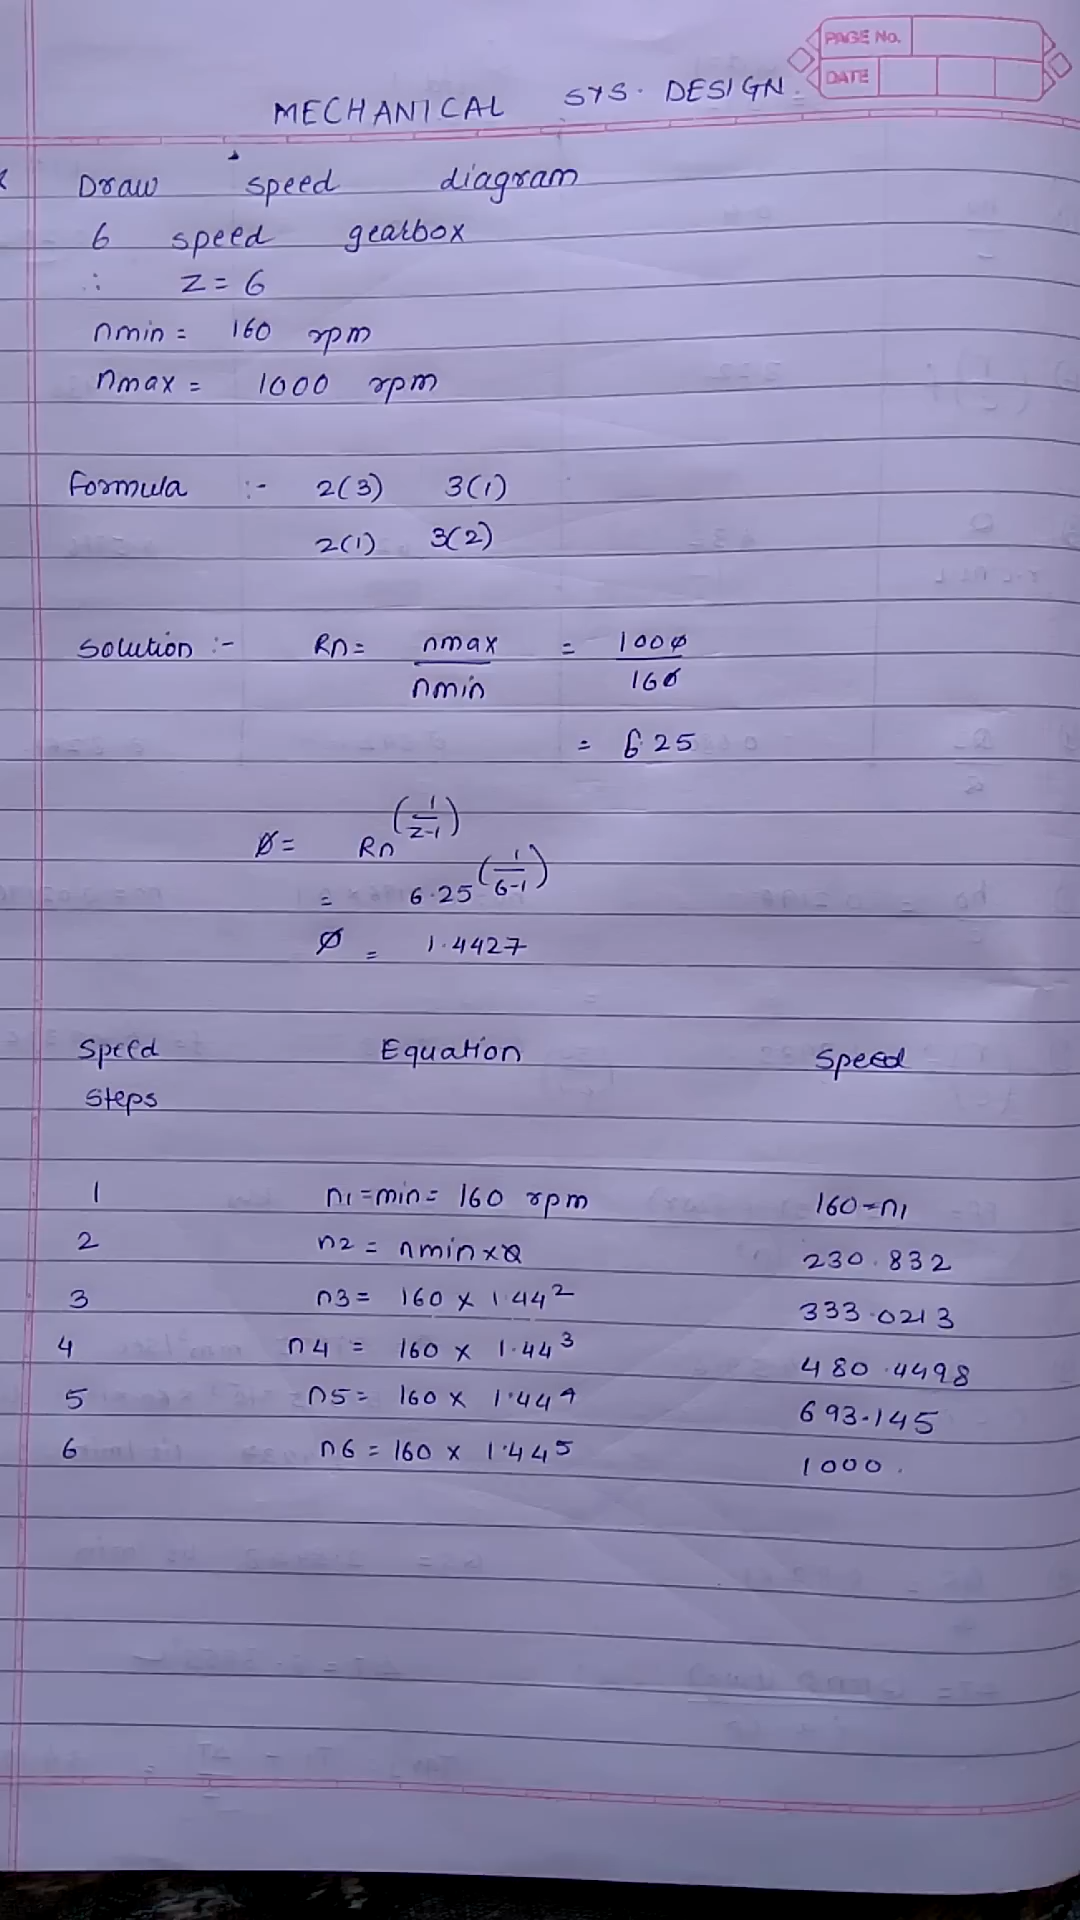 PAGE No.
DATE
MECHANICAL SYS. DESIGN.
Draw speed diagram
6 speed gearbox
∴ Z = 6
nmin = 160 rpm
nmax = 1000 rpm
Formula :- 2(3) 3(1)
2(1) 3(2)
Solution :- Rn = nmax / nmin = 1000 / 160
= 6.25
Ø = Rn^(1/Z-1)
= 6.25^(1/6-1)
Ø = 1.4427
Speed Equation Speed
Steps
1 n1 = min = 160 rpm 160 = n1
2 n2 = nmin x Ø 230.832
3 n3 = 160 x 1.44^2 333.0213
4 n4 = 160 x 1.44^3 480.4498
5 n5 = 160 x 1.44^4 693.145
6 n6 = 160 x 1.44^5 1000.